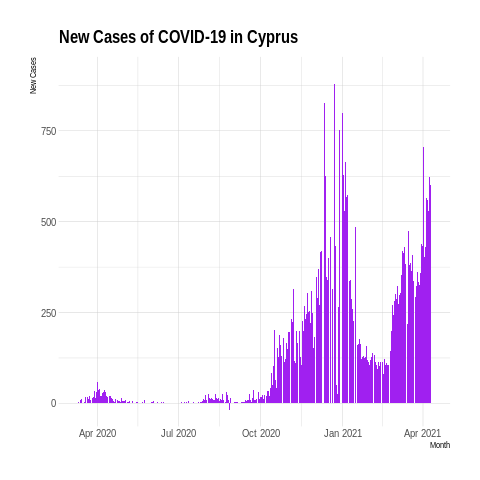 New Cases of COVID-19 in Cyprus
New Cases
750
500
250
0
Apr 2020
Jul 2020
Oct 2020
Jan 2021
Apr 2021
Month